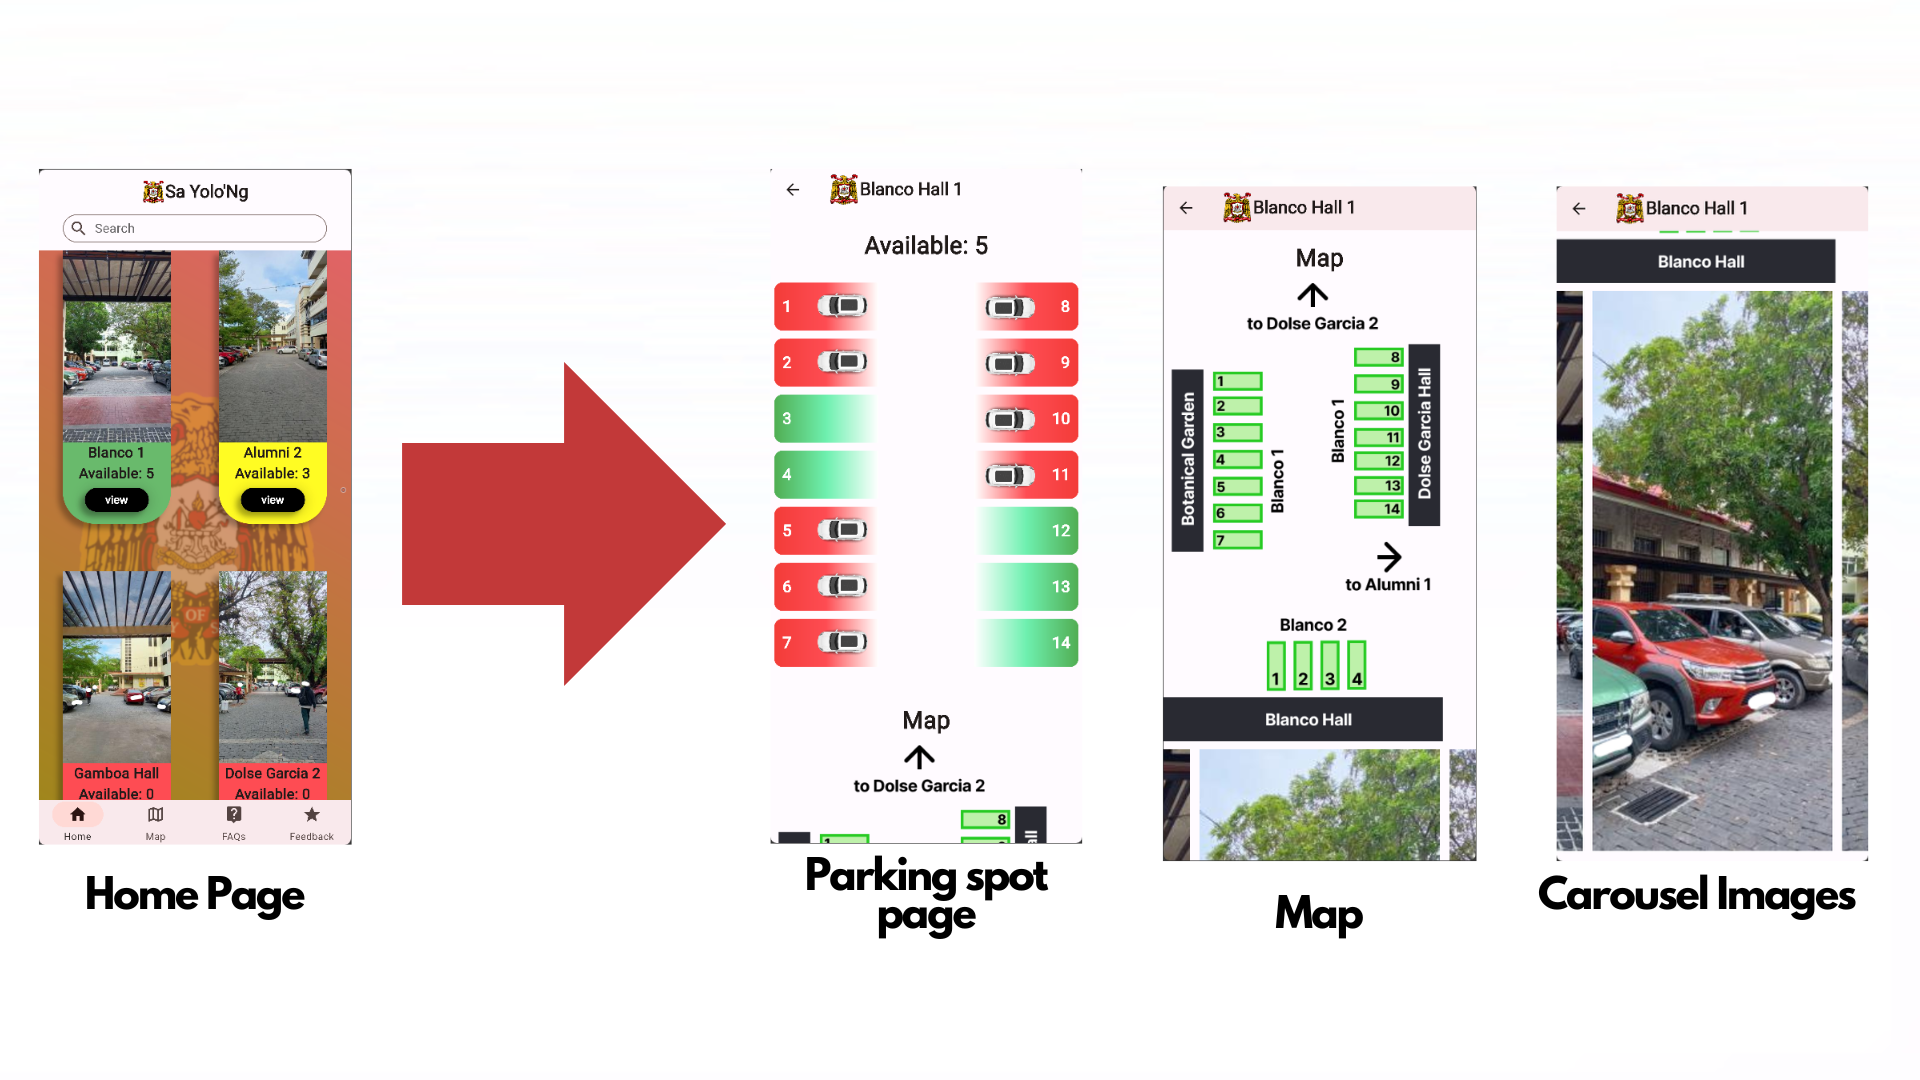 Sa Yolo'Ng
Search
Blanco 1
Available: 5
view
Alumni 2
Available: 3
view
OF
Gamboa Hall
Available: 0
Dolse Garcia 2
Available: 0
Home
Map
FAQs
Feedback
Home Page
Blanco Hall 1
Available: 5
1
8
2
9
3
10
4
11
5
12
6
13
7
14
Map
to Dolse Garcia 2
8
1
all
Parking spot
page
Blanco Hall 1
Map
to Dolse Garcia 2
Botanical Garden
1
2
3
4
5
6
7
Blanco 1
Blanco 1
8
9
10
11
12
13
14
Dolse Garcia Hall
to Alumni 1
Blanco 2
1 2 3 4
Blanco Hall
Map
Blanco Hall 1
Blanco Hall
Carousel Images